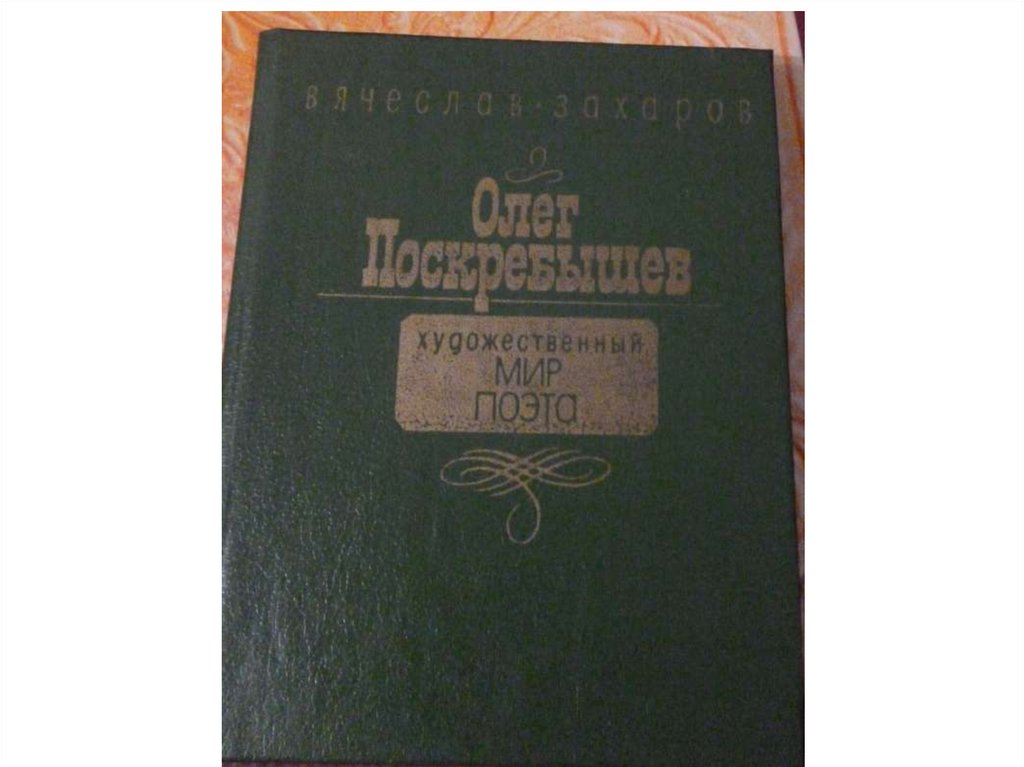 вячеслав·захаров
Олег
Поскребышев
художественный
МИР
ПОЭТА